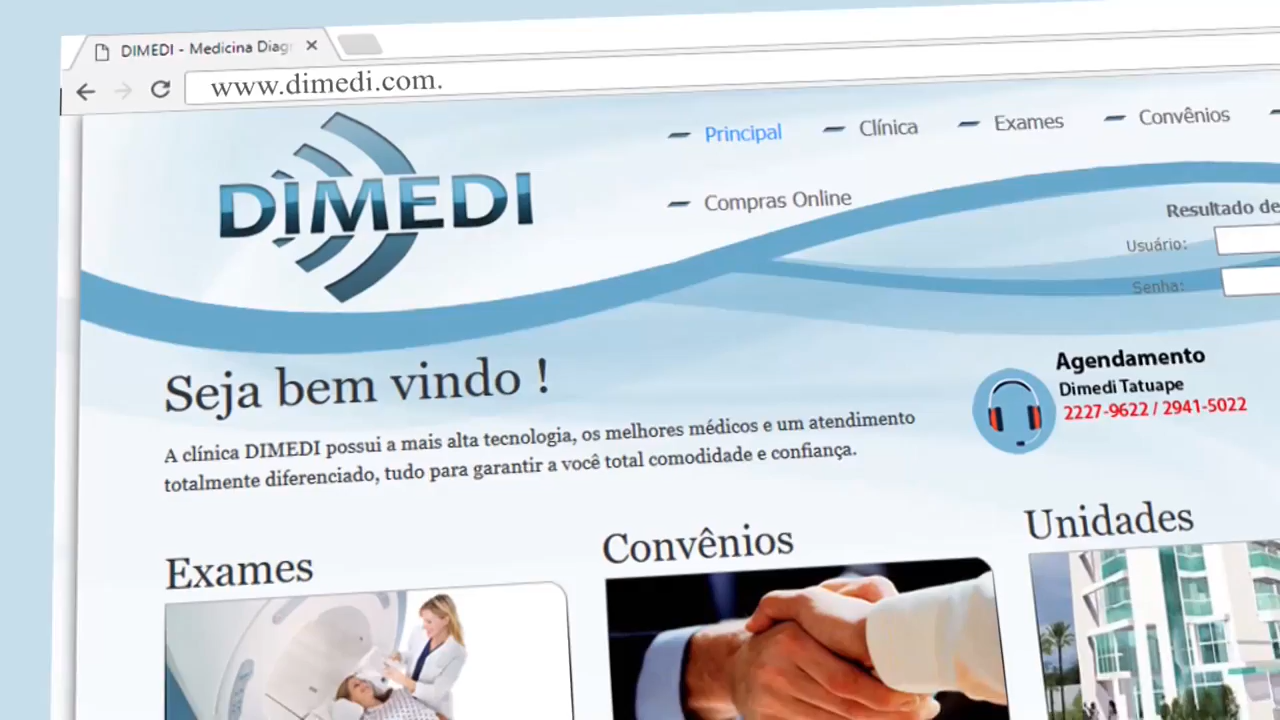 DIMEDI - Medicina Diag
www.dimedi.com.
DIMEDI
Principal
Clínica
Exames
Convênios
Compras Online
Resultado de
Usuário:
Senha:
Seja bem vindo !
A clínica DIMEDI possui a mais alta tecnologia, os melhores médicos e um atendimento
totalmente diferenciado, tudo para garantir a você total comodidade e confiança.
Agendamento
Dimedi Tatuape
2227-9622 / 2941-5022
Exames
Convênios
Unidades